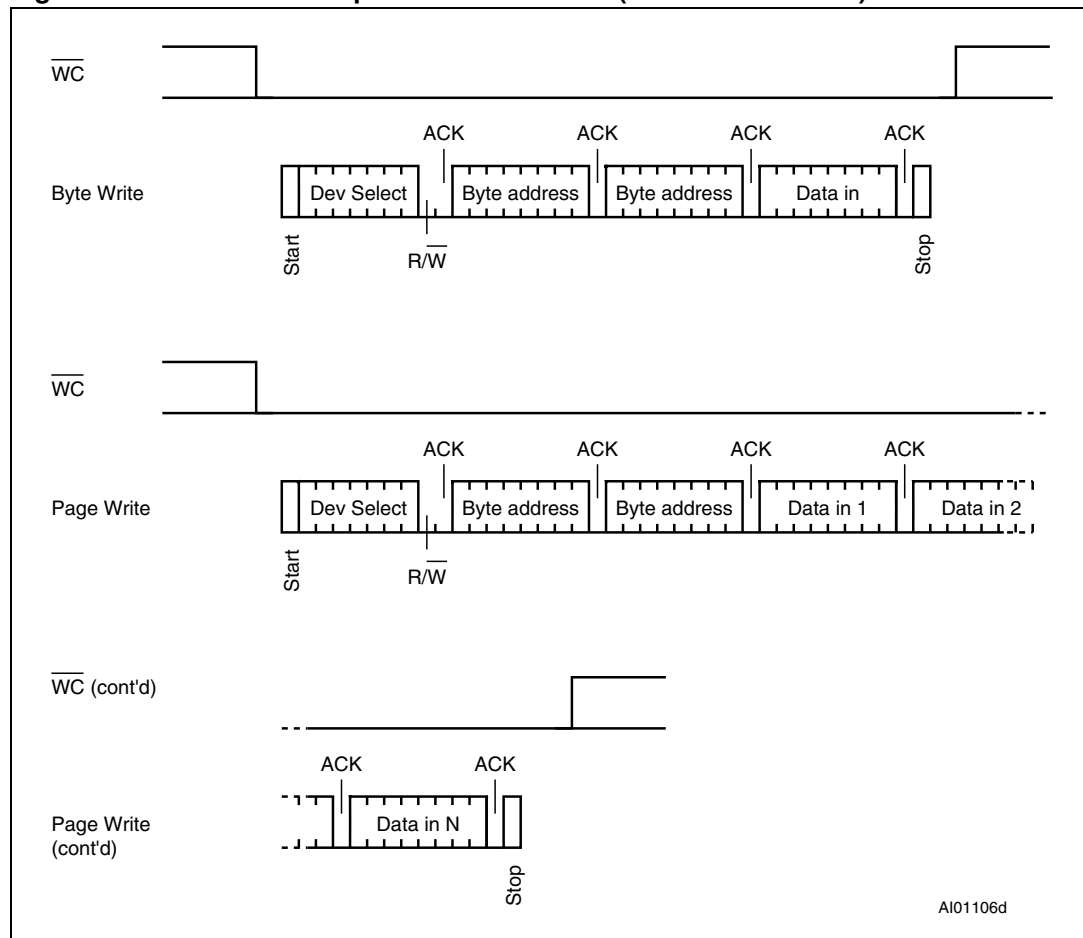 WC
ACK ACK ACK ACK
Byte Write Dev Select Byte address Byte address Data in
Start R/W Stop
WC
ACK ACK ACK ACK
Page Write Dev Select Byte address Byte address Data in 1 Data in 2
Start R/W
WC (cont'd)
ACK ACK
Page Write Data in N
(cont'd)
Stop
AI01106d